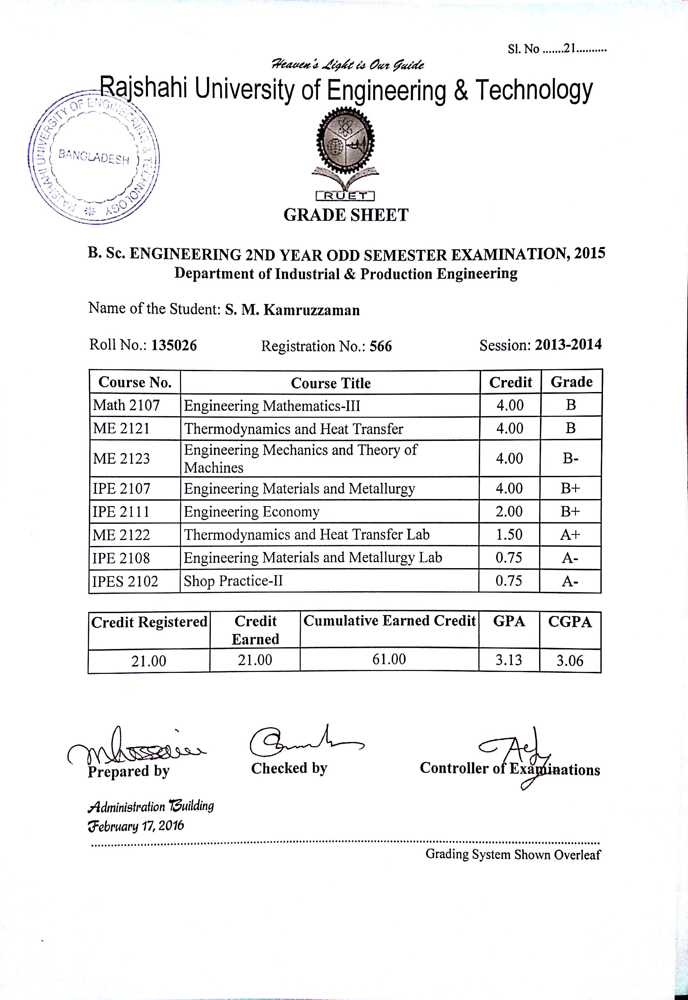 Sl. No .......21..........
Heaven's Light is Our Guide
Rajshahi University of Engineering & Technology
RAJSHAHI UNIVERSITY OF ENGINEERING & TECHNOLOGY
BANGLADESH
RUET
GRADE SHEET
B. Sc. ENGINEERING 2ND YEAR ODD SEMESTER EXAMINATION, 2015
Department of Industrial & Production Engineering
Name of the Student: S. M. Kamruzzaman
Roll No.: 135026 Registration No.: 566 Session: 2013-2014
Course No. Course Title Credit Grade
Math 2107 Engineering Mathematics-III 4.00 B
ME 2121 Thermodynamics and Heat Transfer 4.00 B
ME 2123 Engineering Mechanics and Theory of Machines 4.00 B-
IPE 2107 Engineering Materials and Metallurgy 4.00 B+
IPE 2111 Engineering Economy 2.00 B+
ME 2122 Thermodynamics and Heat Transfer Lab 1.50 A+
IPE 2108 Engineering Materials and Metallurgy Lab 0.75 A-
IPES 2102 Shop Practice-II 0.75 A-
Credit Registered Credit Earned Cumulative Earned Credit GPA CGPA
21.00 21.00 61.00 3.13 3.06
Prepared by Checked by Controller of Examinations
Administration Building
February 17, 2016
Grading System Shown Overleaf